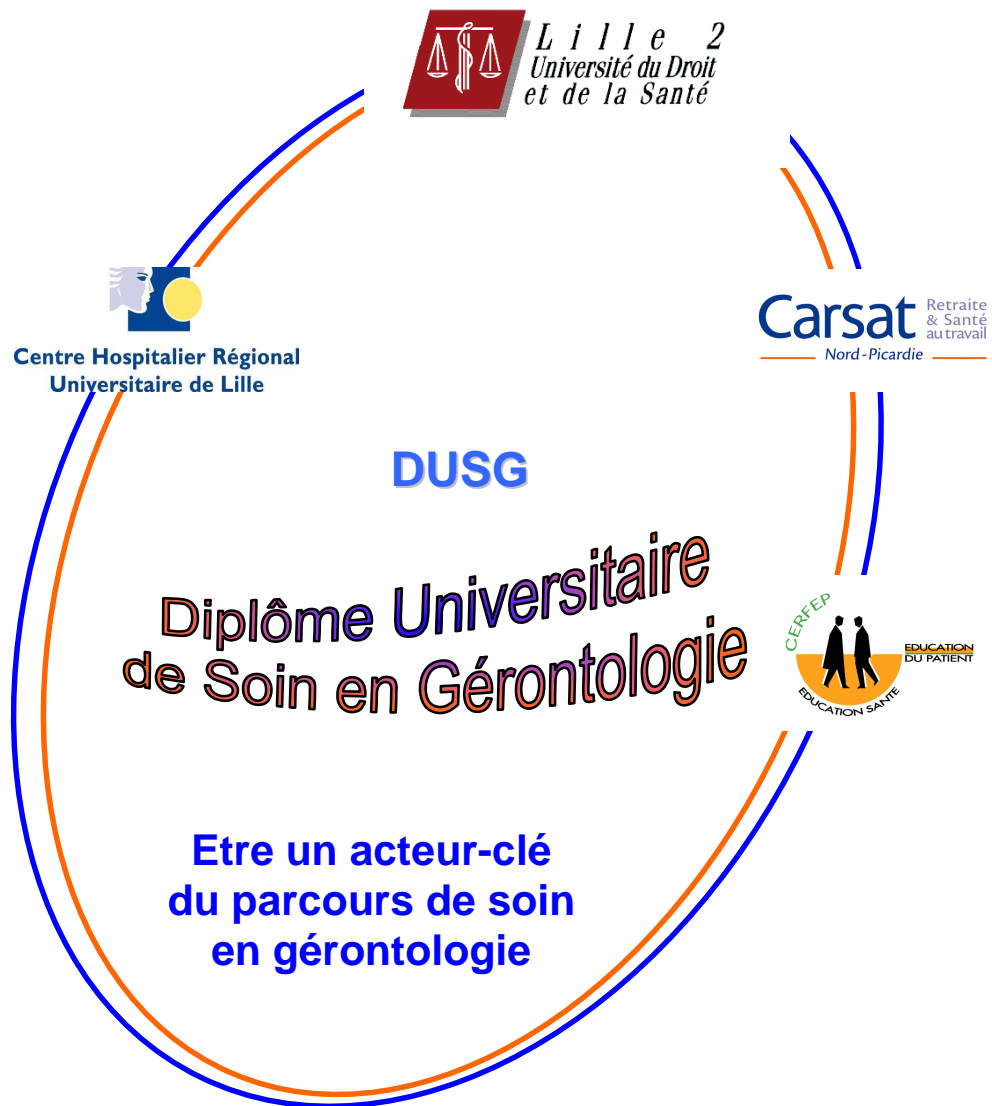 Lille 2
Université du Droit
et de la Santé
Centre Hospitalier Régional
Universitaire de Lille
Carsat
Retraite
& Santé
au travail
Nord-Picardie
DUSG
Diplôme Universitaire
de Soin en Gérontologie
CERFEP
EDUCATION
DU PATIENT
EDUCATION SANTE
Etre un acteur-clé
du parcours de soin
en gérontologie